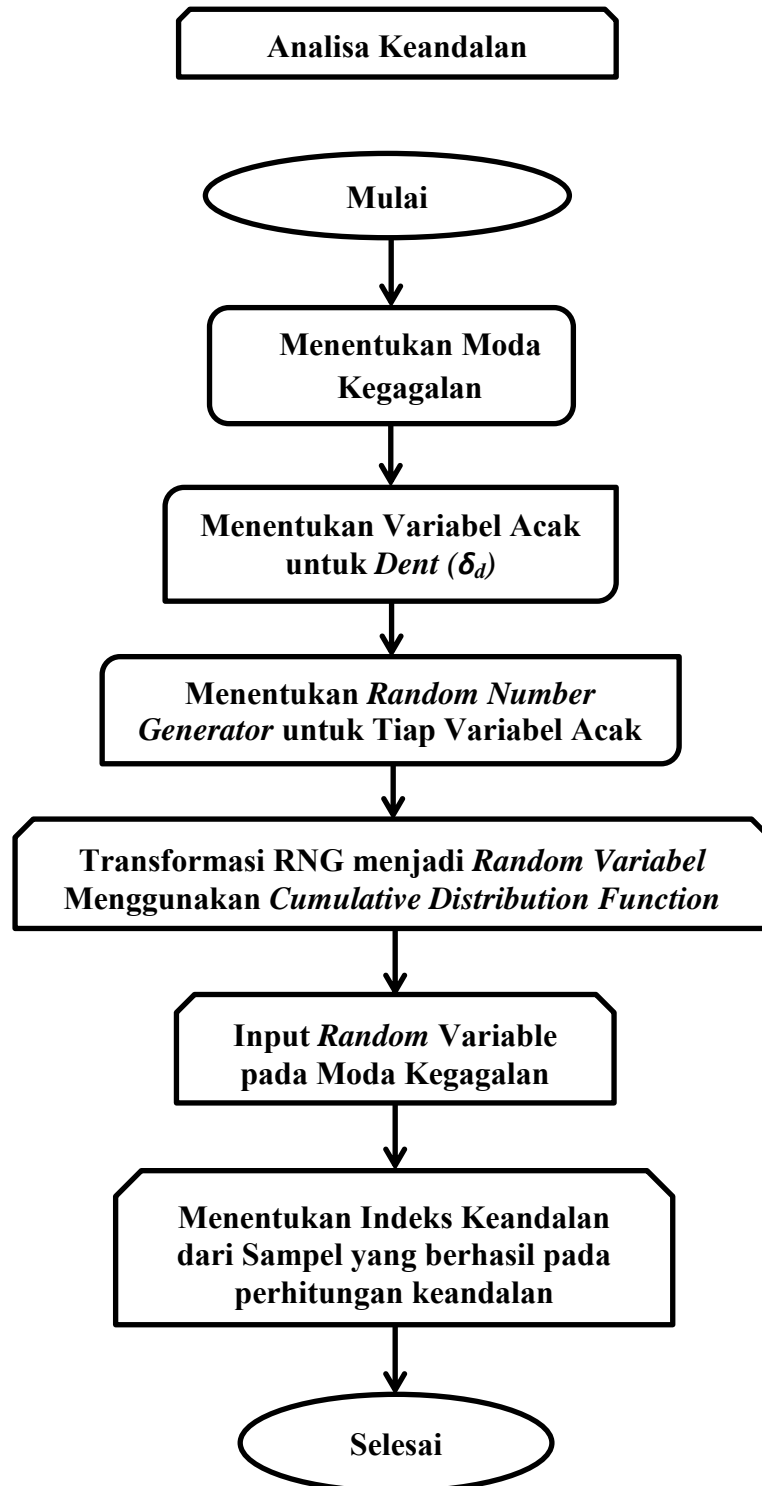 Analisa Keandalan
Mulai
Menentukan Moda
Kegagalan
Menentukan Variabel Acak
untuk Dent (δd)
Menentukan Random Number
Generator untuk Tiap Variabel Acak
Transformasi RNG menjadi Random Variabel
Menggunakan Cumulative Distribution Function
Input Random Variable
pada Moda Kegagalan
Menentukan Indeks Keandalan
dari Sampel yang berhasil pada
perhitungan keandalan
Selesai